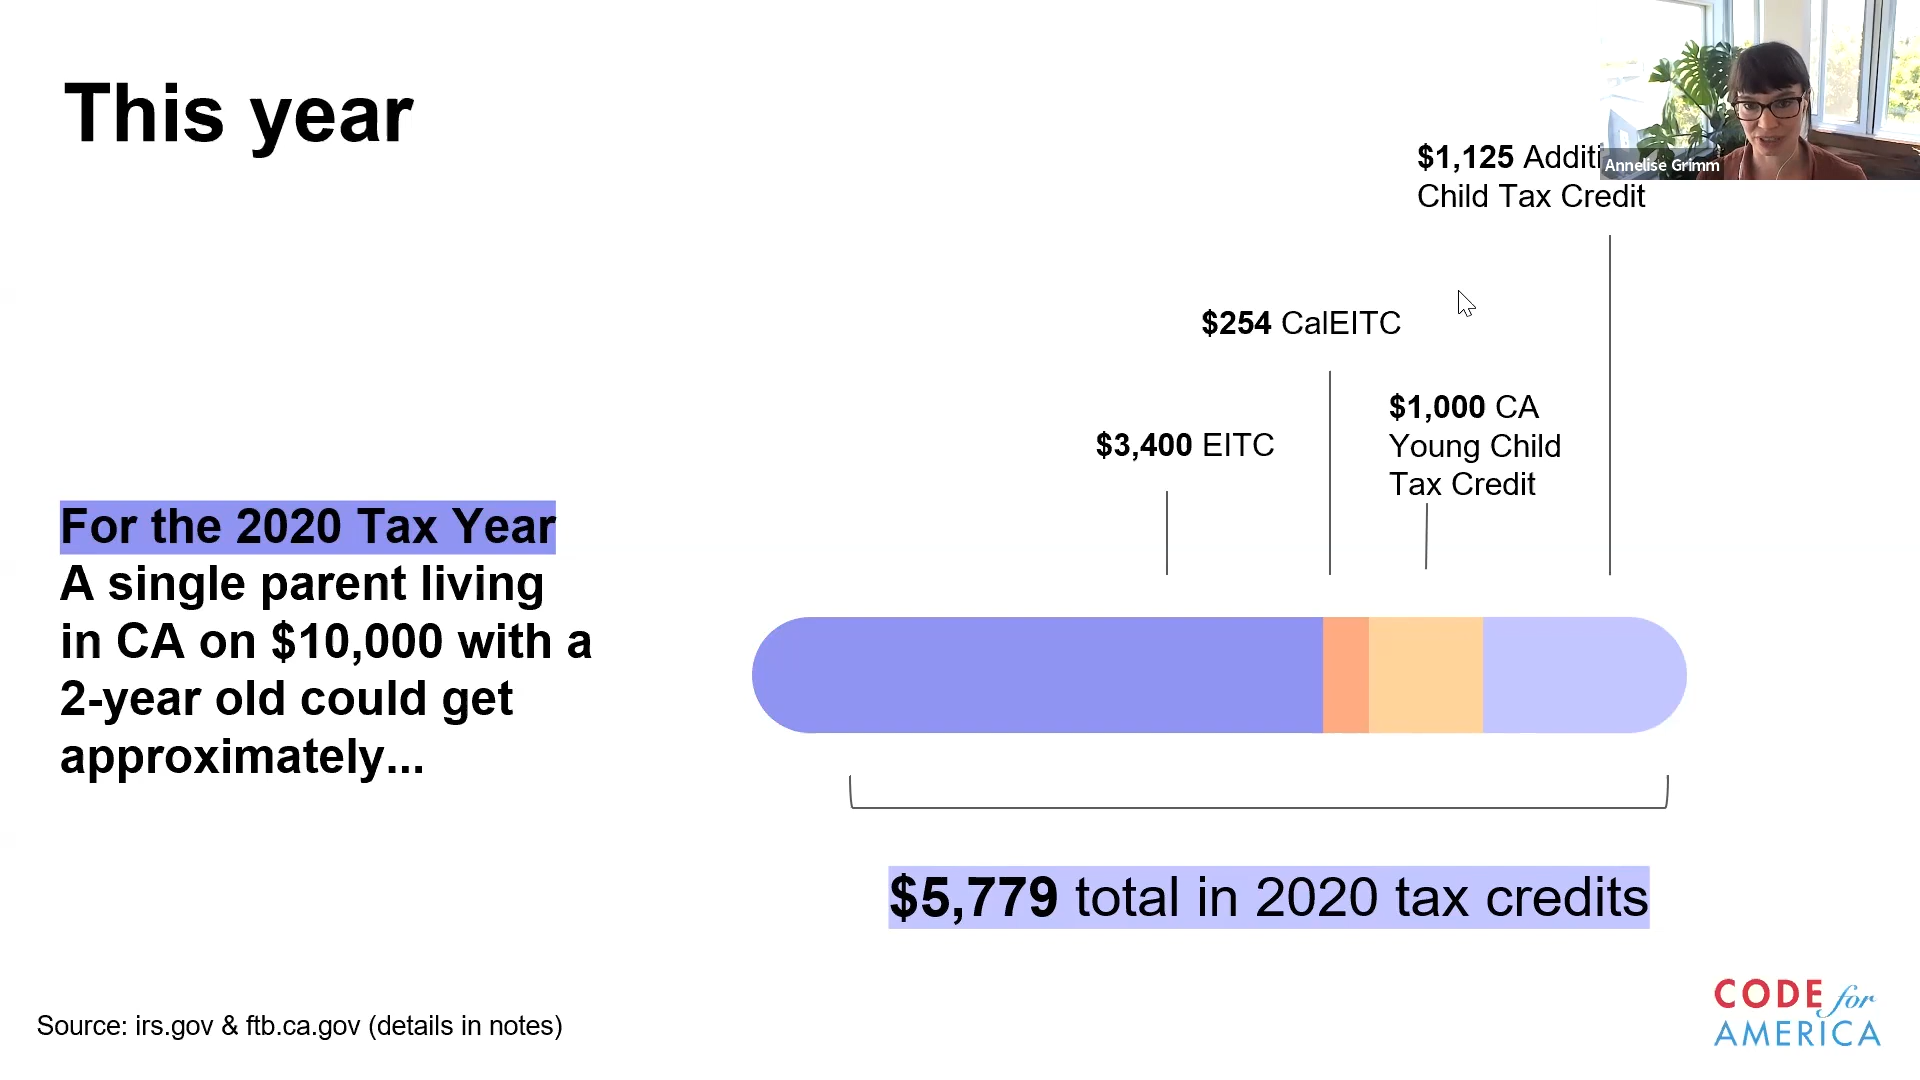 This year
$1,125
Annelise Grimm
Child Tax Credit
$254 CalEITC
$1,000 CA
Young Child
Tax Credit
$3,400 EITC
For the 2020 Tax Year
A single parent living
in CA on $10,000 with a
2-year old could get
approximately...
$5,779 total in 2020 tax credits
Source: irs.gov & ftb.ca.gov (details in notes)
CODE for
AMERICA